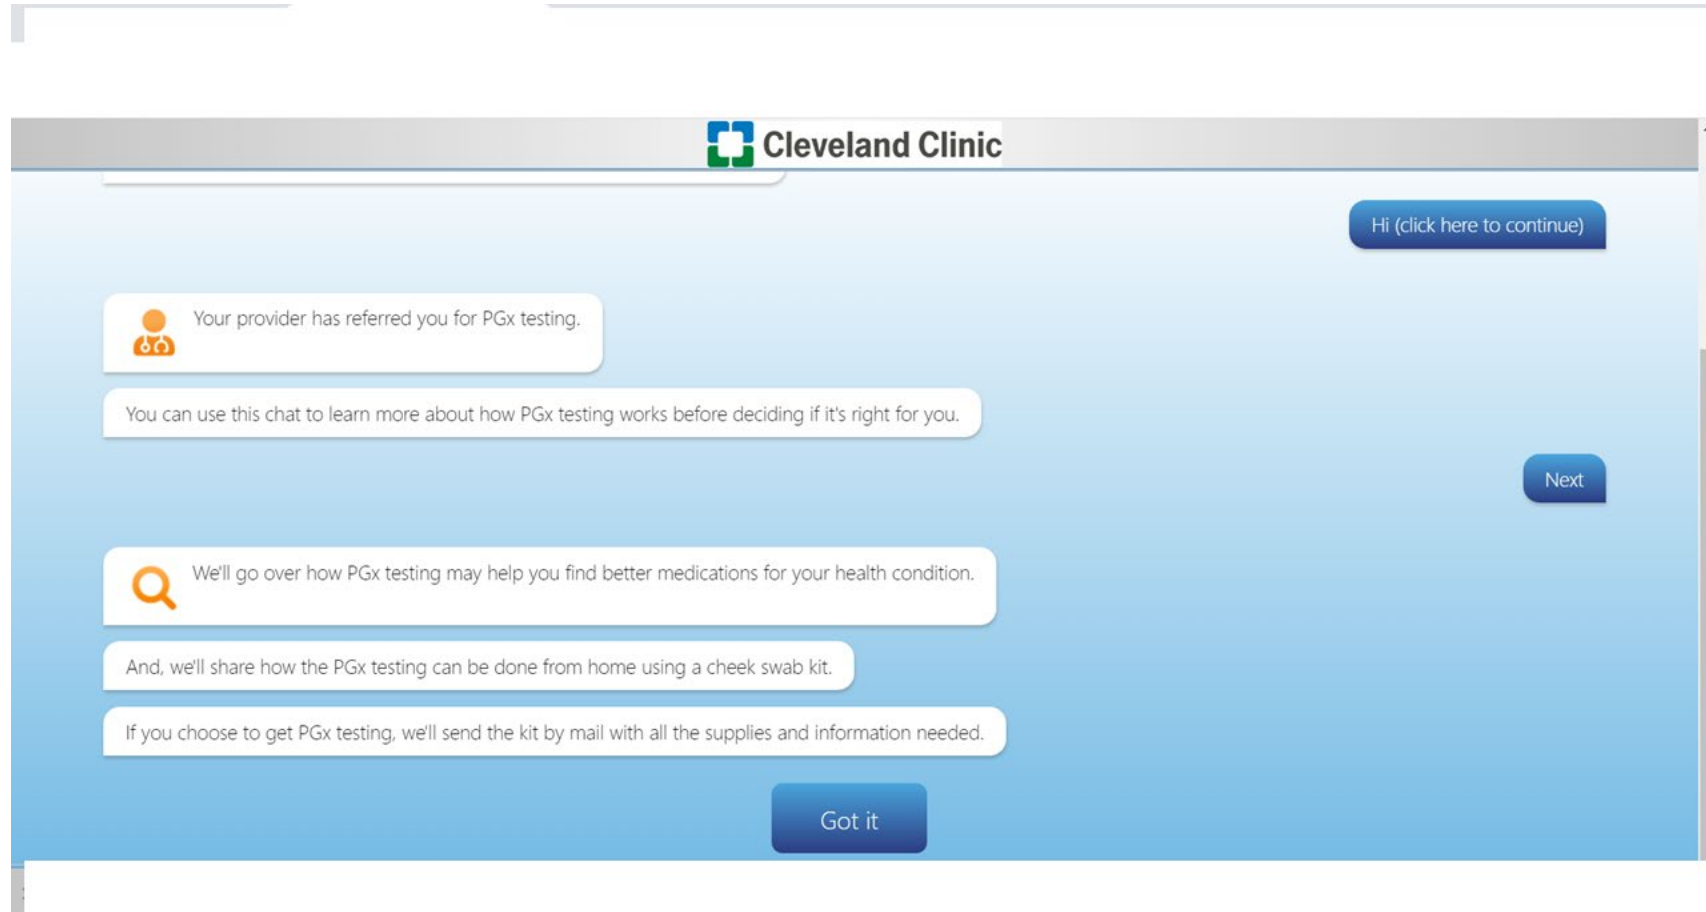 Cleveland Clinic
Hi (click here to continue)
Your provider has referred you for PGx testing.
You can use this chat to learn more about how PGx testing works before deciding if it's right for you.
Next
We'll go over how PGx testing may help you find better medications for your health condition.
And, we'll share how the PGx testing can be done from home using a cheek swab kit.
If you choose to get PGx testing, we'll send the kit by mail with all the supplies and information needed.
Got it